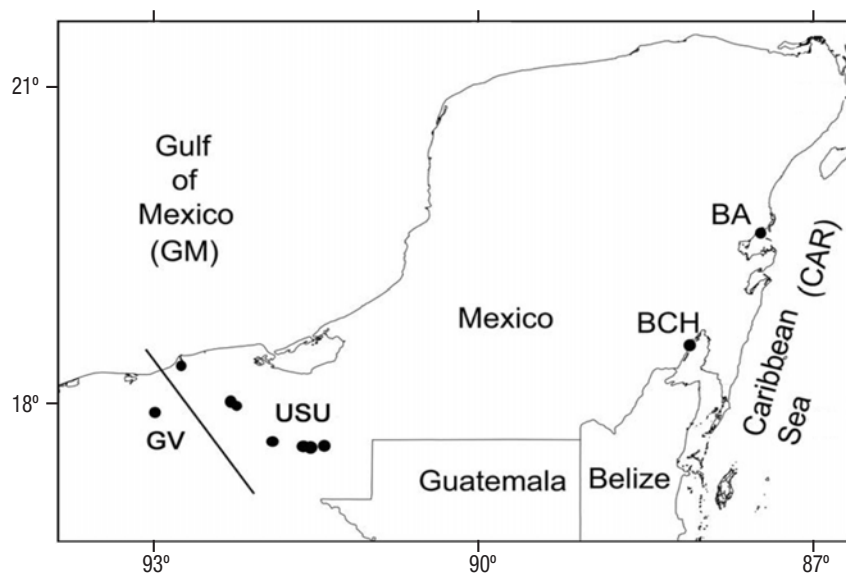 21º
Gulf
of
Mexico
(GM)
BA
Caribbean (CAR)
Sea
BCH
Mexico
18º
USU
GV
Guatemala
Belize
93º
90º
87º